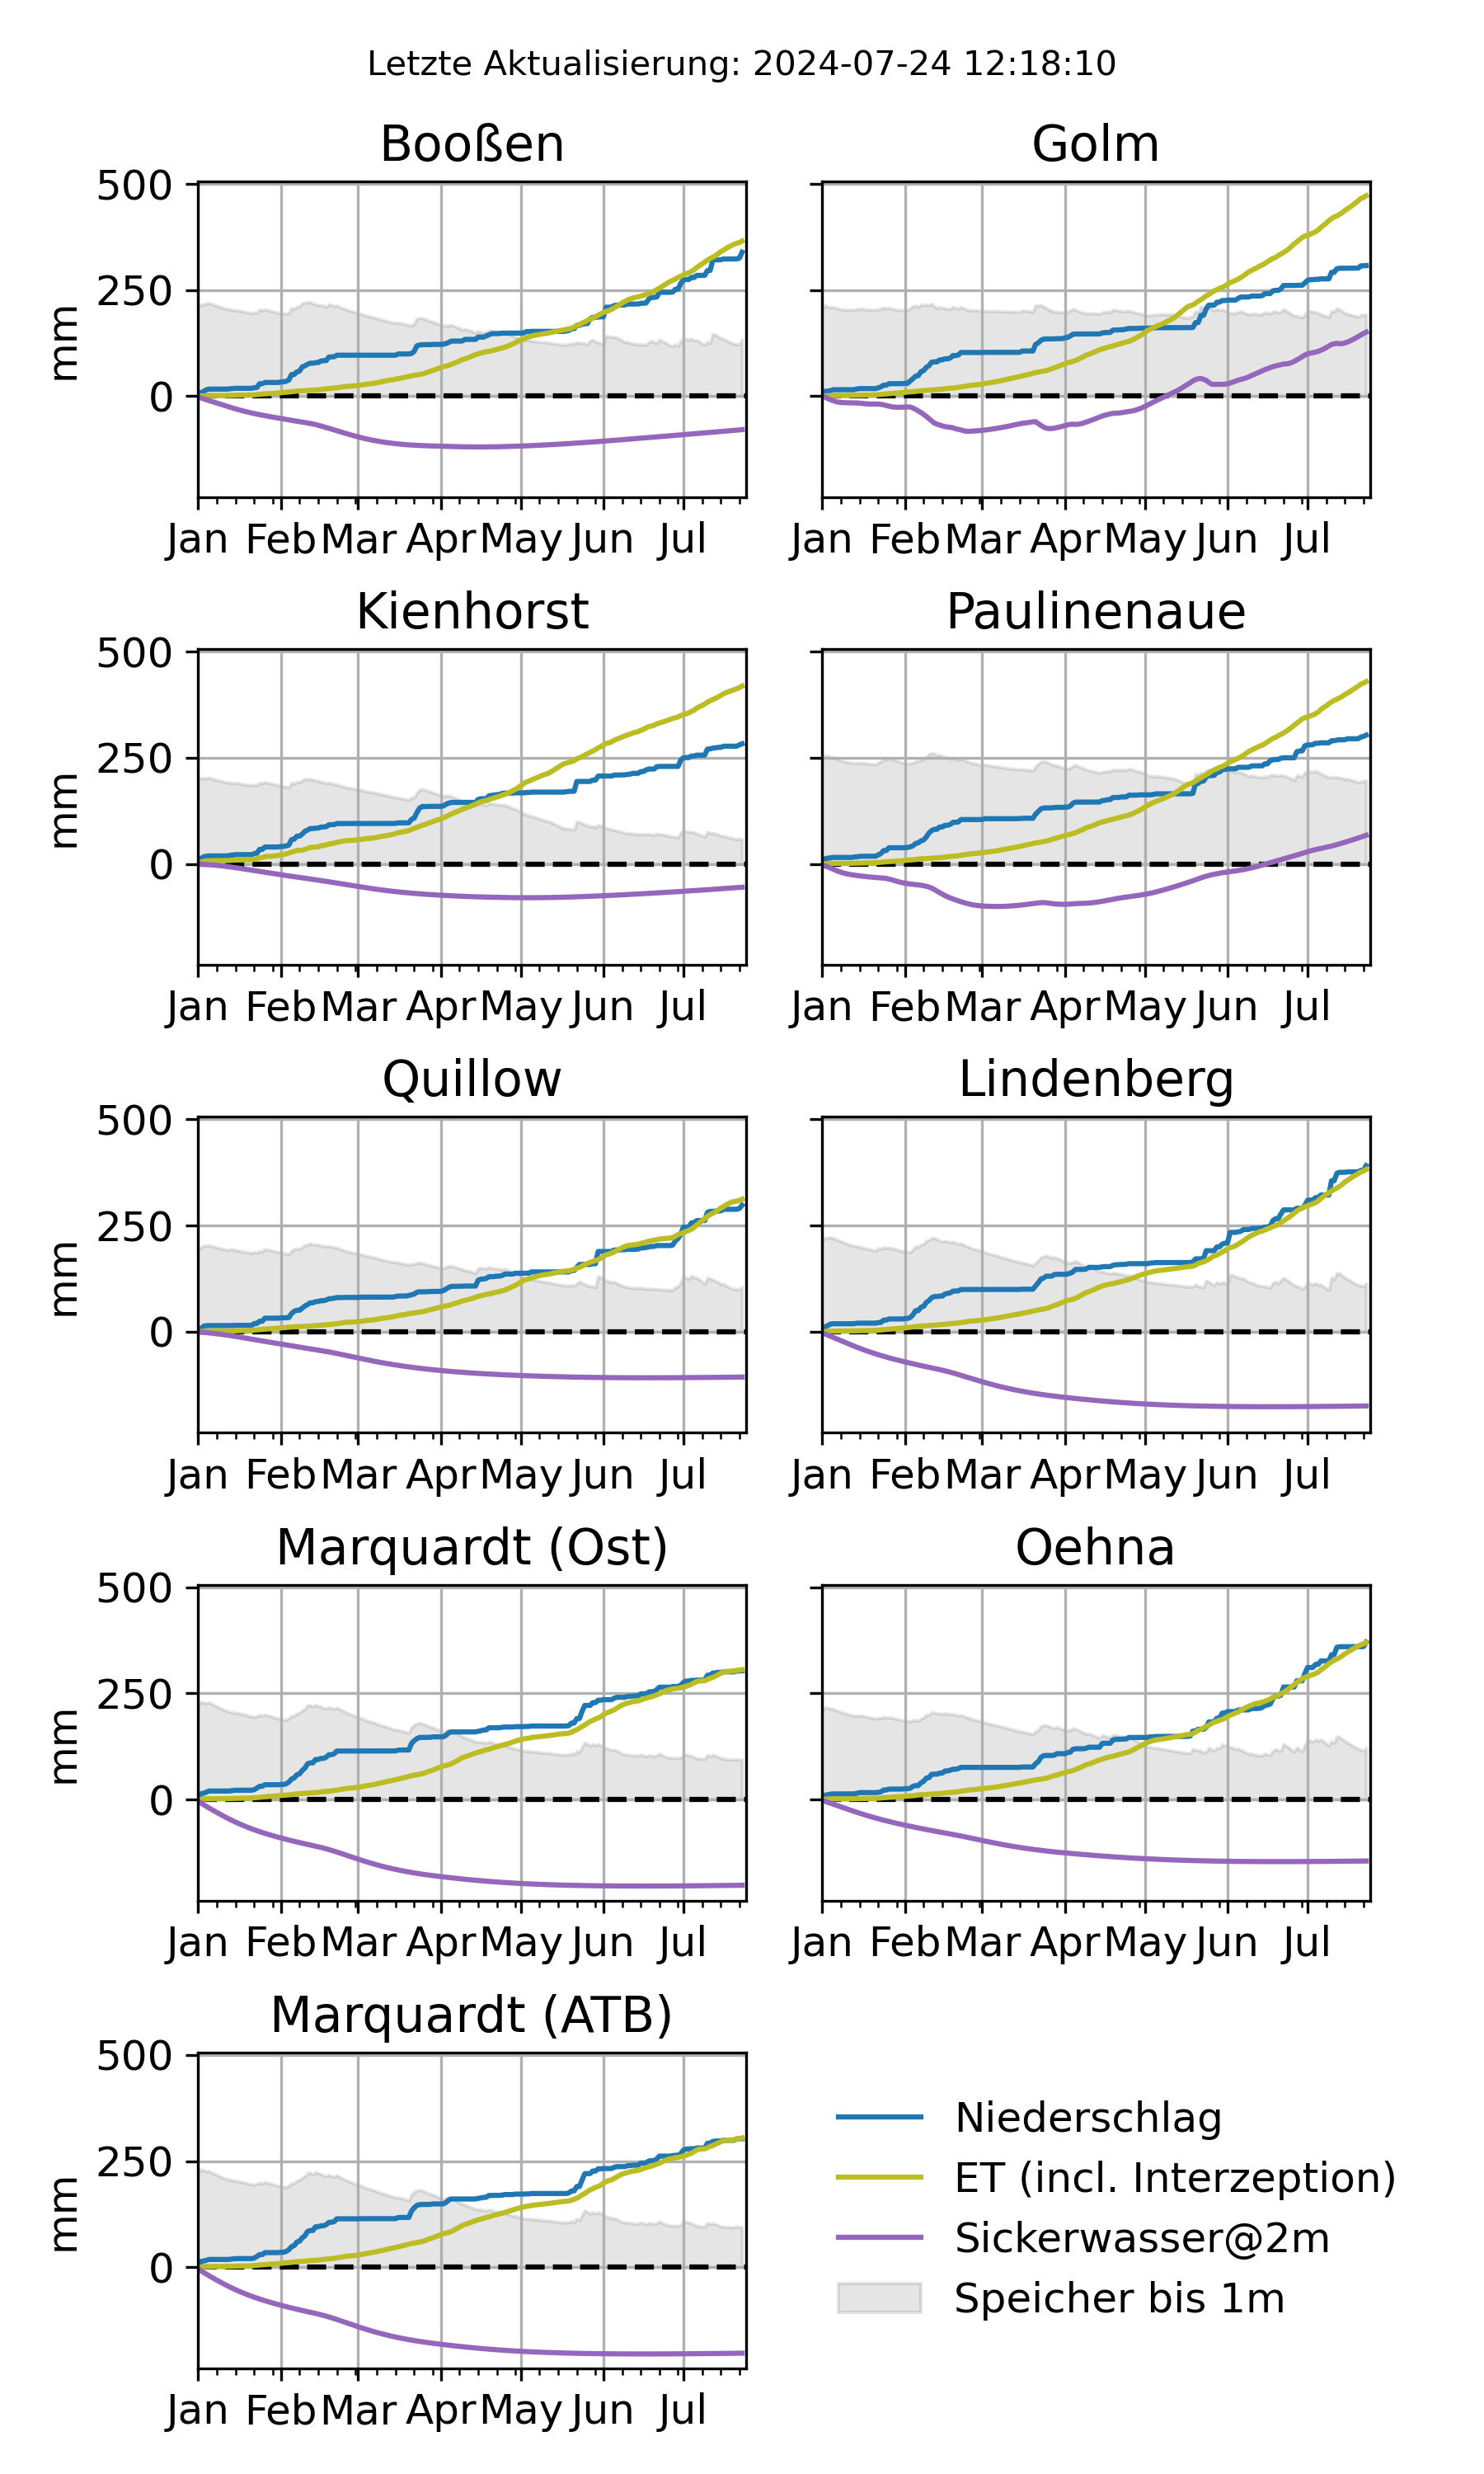 Letzte Aktualisierung: 2024-07-24 12:18:10
Booßen
Golm
500
250
0
mm
Jan Feb Mar Apr May Jun Jul
Jan Feb Mar Apr May Jun Jul
Kienhorst
Paulinenaue
500
250
0
mm
Jan Feb Mar Apr May Jun Jul
Jan Feb Mar Apr May Jun Jul
Quillow
Lindenberg
500
250
0
mm
Jan Feb Mar Apr May Jun Jul
Jan Feb Mar Apr May Jun Jul
Marquardt (Ost)
Oehna
500
250
0
mm
Jan Feb Mar Apr May Jun Jul
Jan Feb Mar Apr May Jun Jul
Marquardt (ATB)
500
250
0
mm
Jan Feb Mar Apr May Jun Jul
Niederschlag
ET (incl. Interzeption)
Sickerwasser@2m
Speicher bis 1m